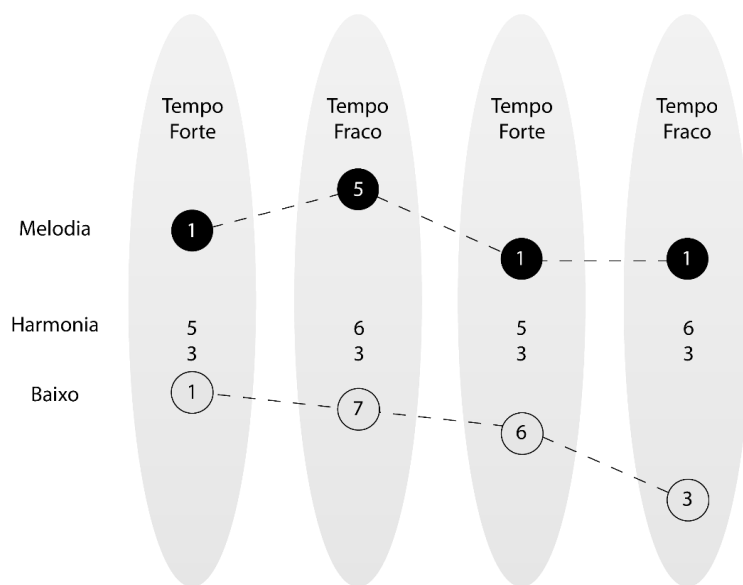 Tempo Forte
Tempo Fraco
Tempo Forte
Tempo Fraco
Melodia
1
5
1
1
Harmonia
5 6 5 6
3 3 3 3
Baixo
1
7
6
3